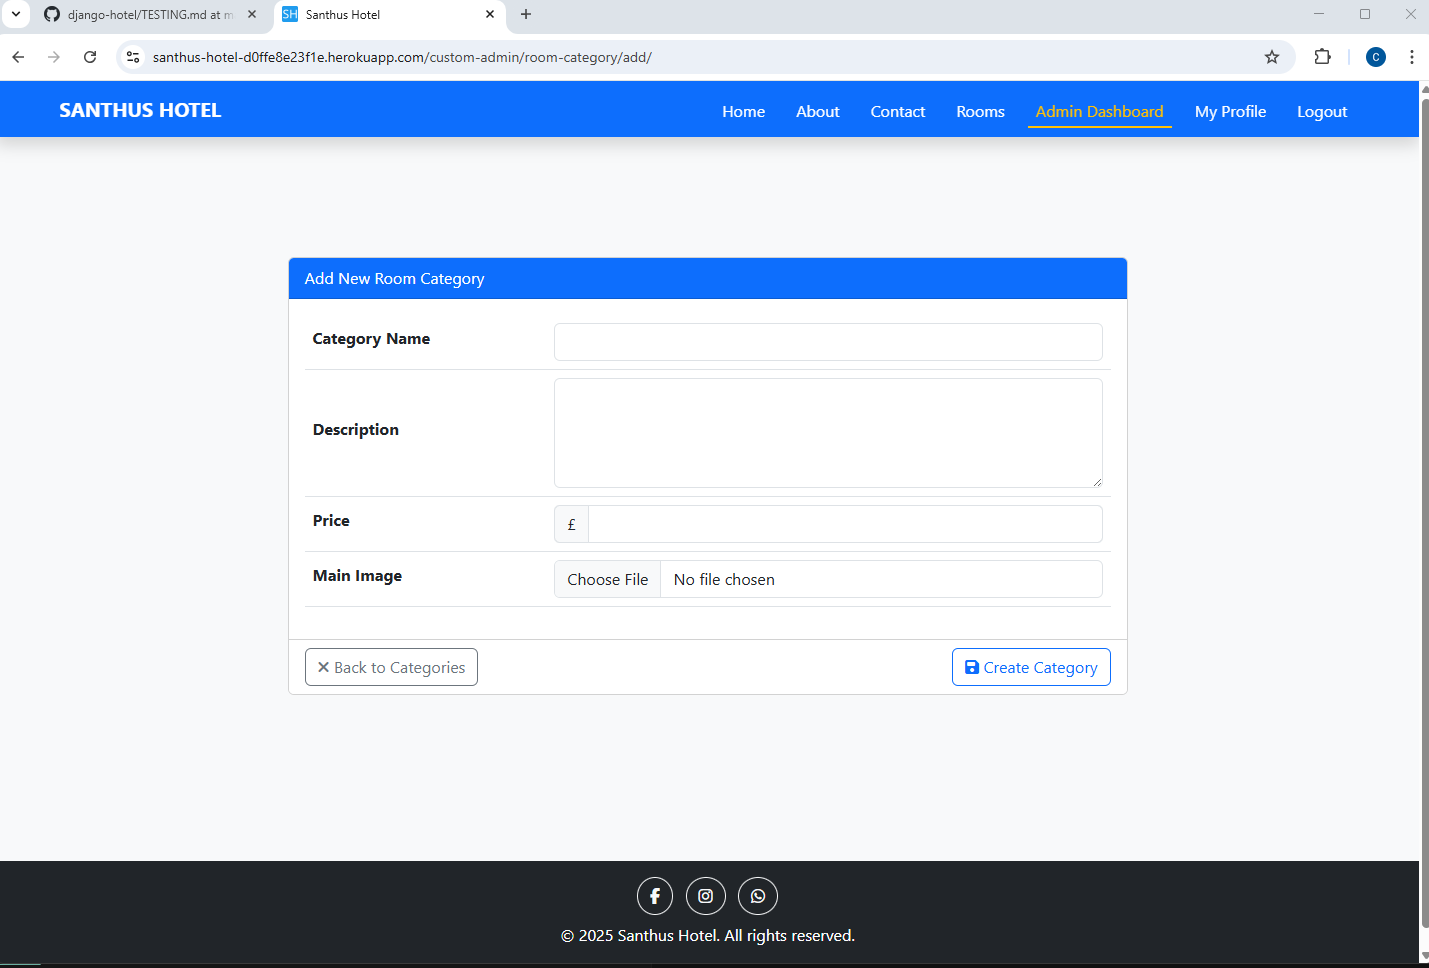 django-hotel/TESTING.md at m
SH Santhus Hotel
santhus-hotel-d0ffe8e23f1e.herokuapp.com/custom-admin/room-category/add/
C
SANTHUS HOTEL
Home About Contact Rooms Admin Dashboard My Profile Logout
Add New Room Category
Category Name
Description
Price £
Main Image Choose File No file chosen
Back to Categories Create Category
© 2025 Santhus Hotel. All rights reserved.